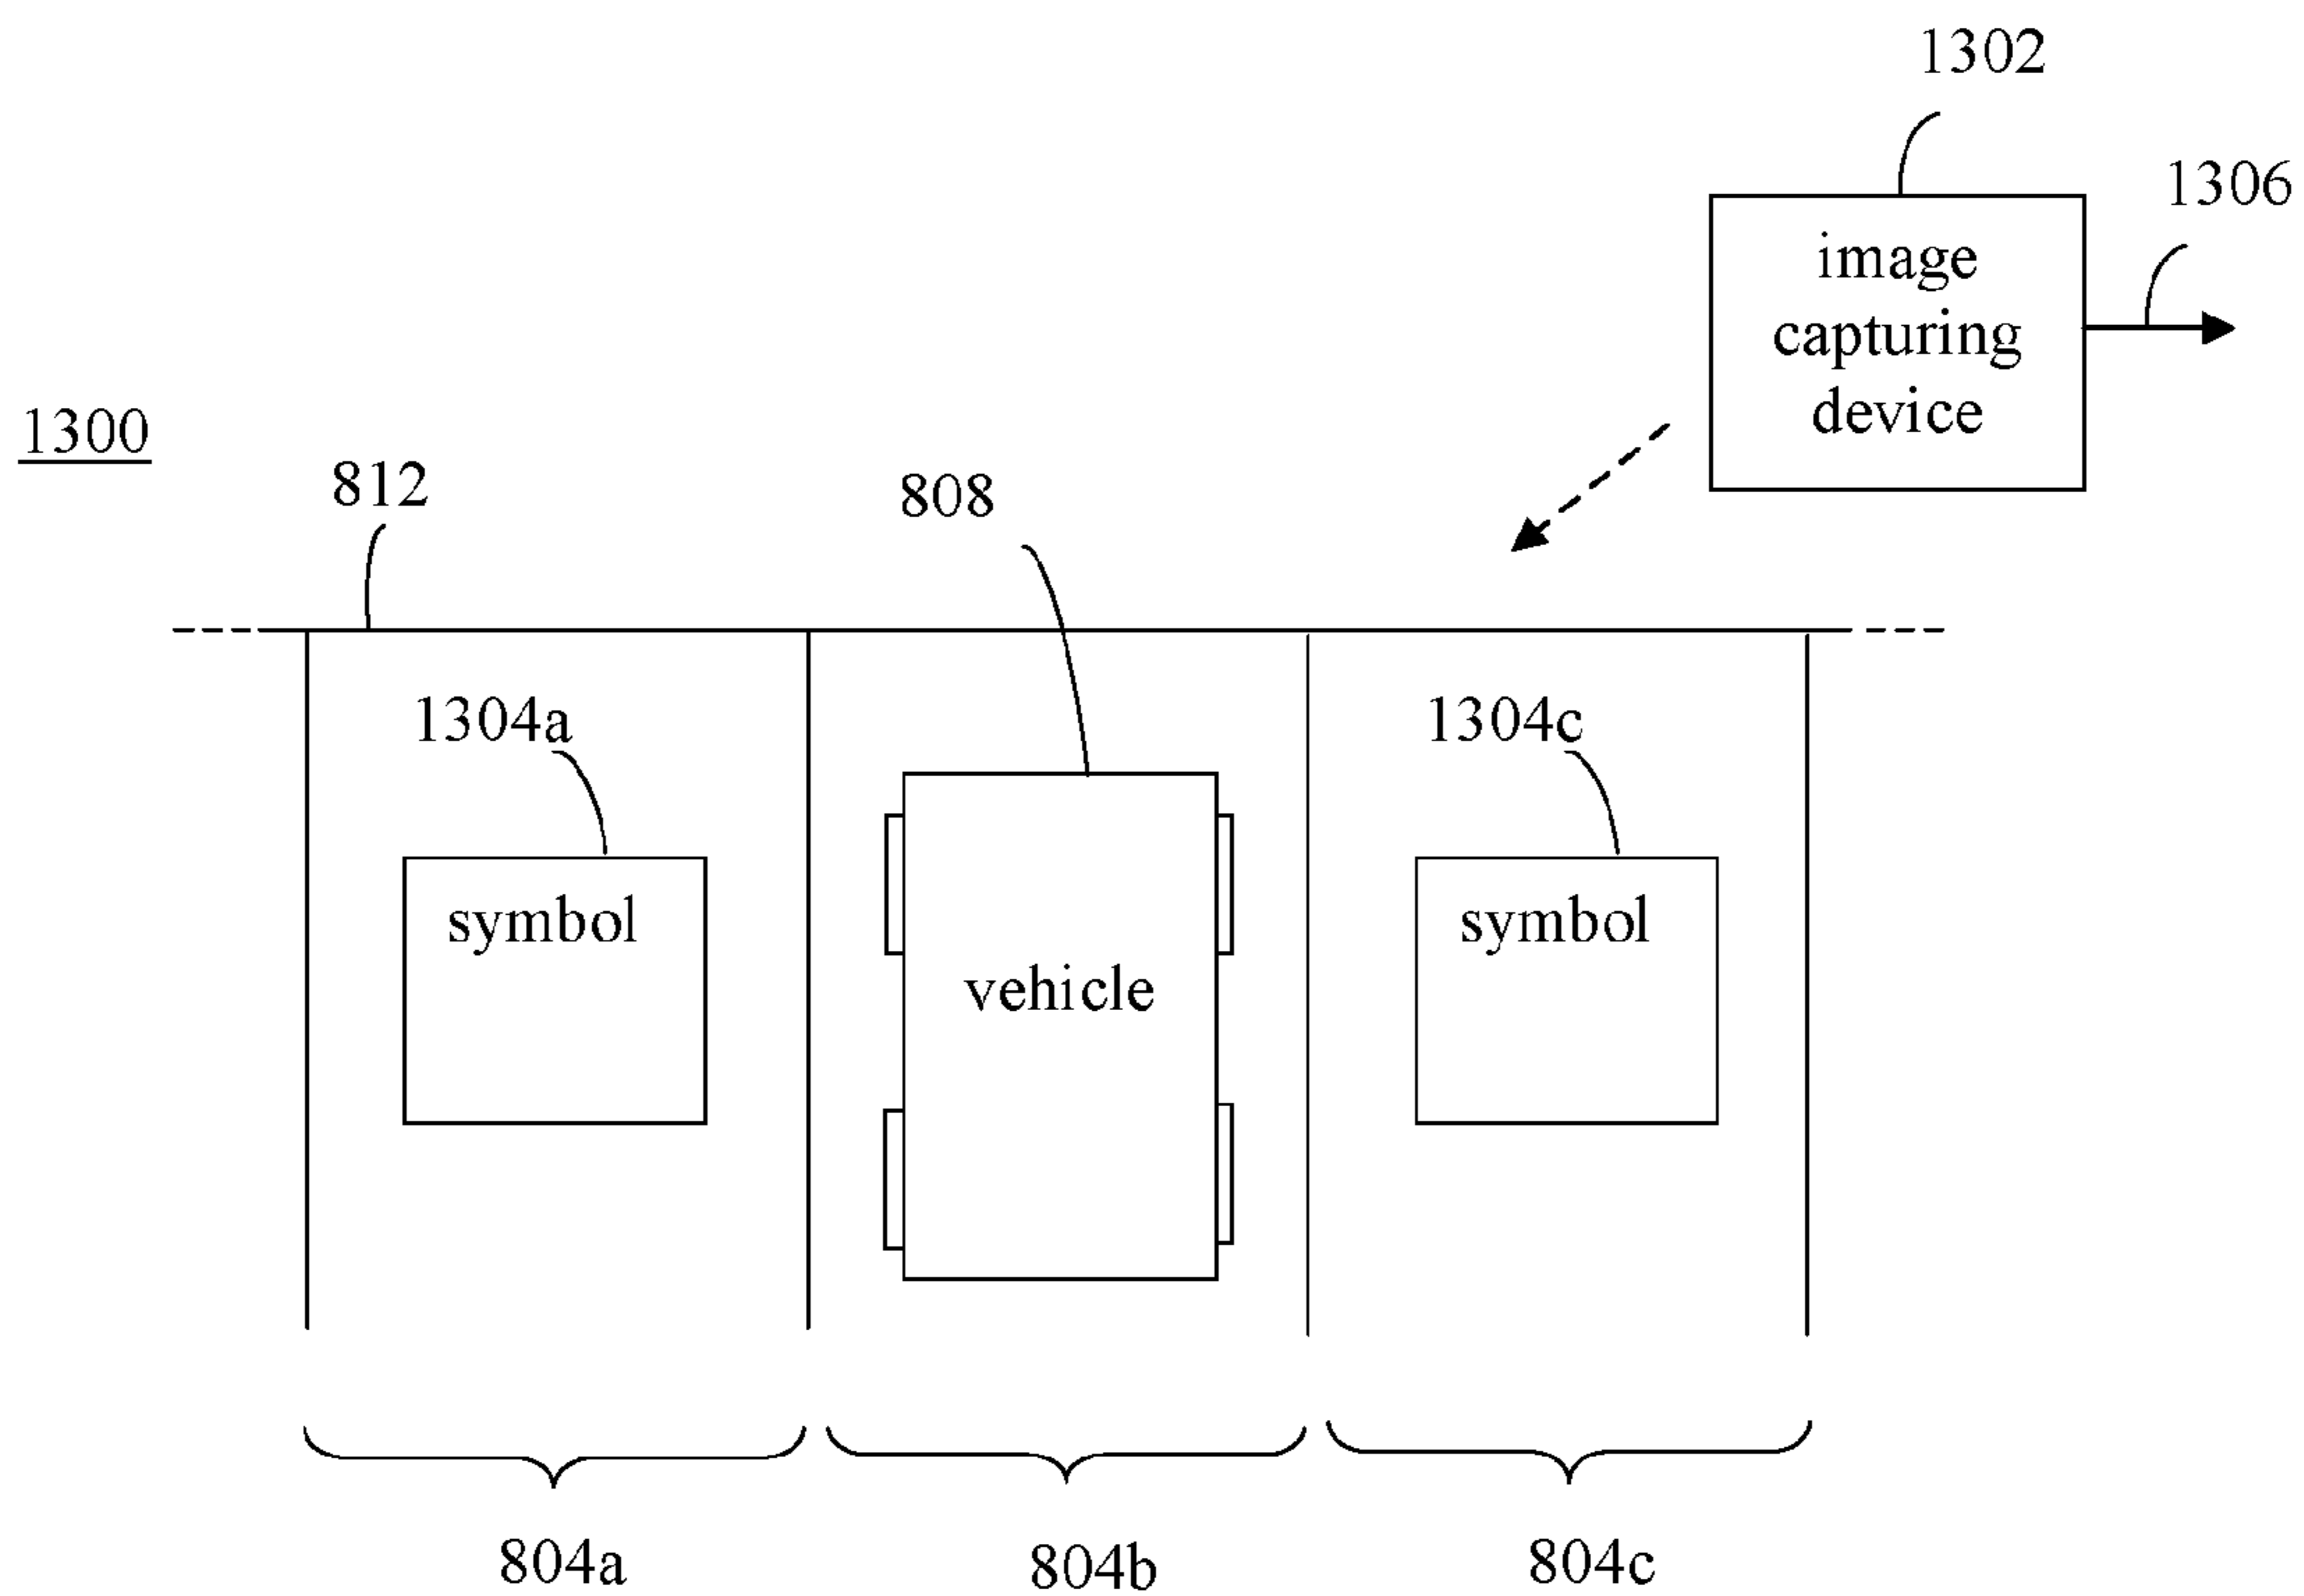 1302
1306
image
capturing
device
1300
812
808
1304a
1304c
symbol
symbol
vehicle
804a
804b
804c